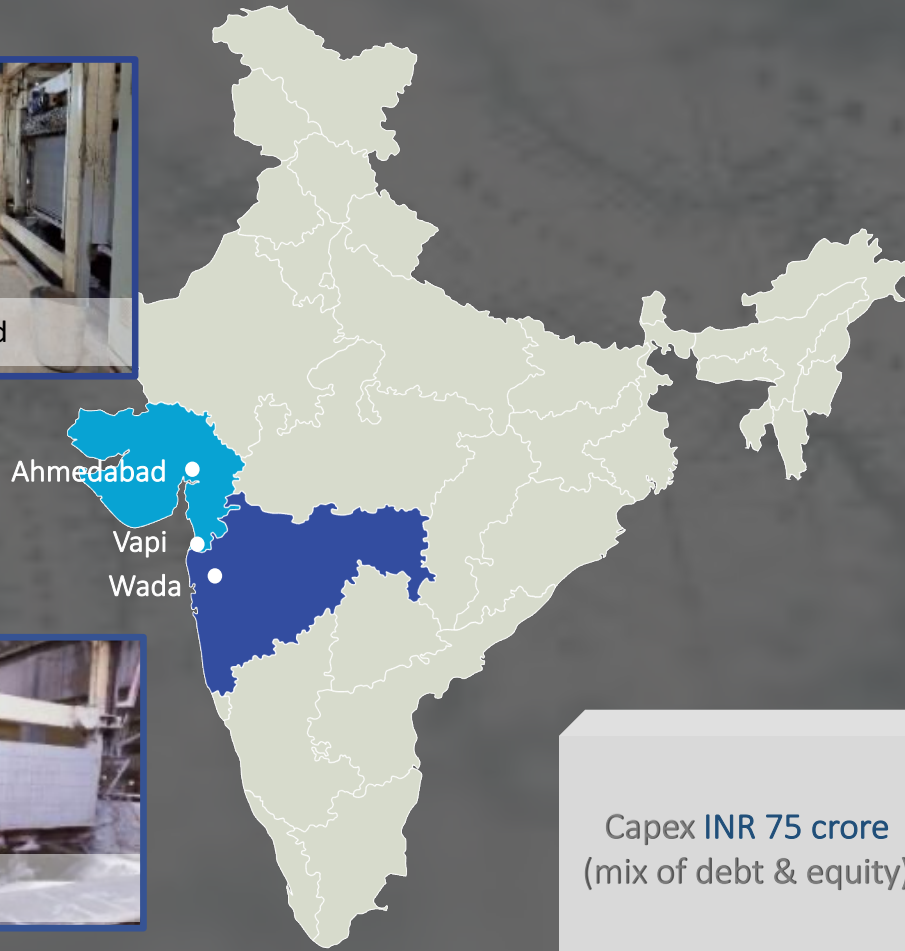 d
Ahmedabad
Vapi
Wada
Capex INR 75 crore
(mix of debt & equity)